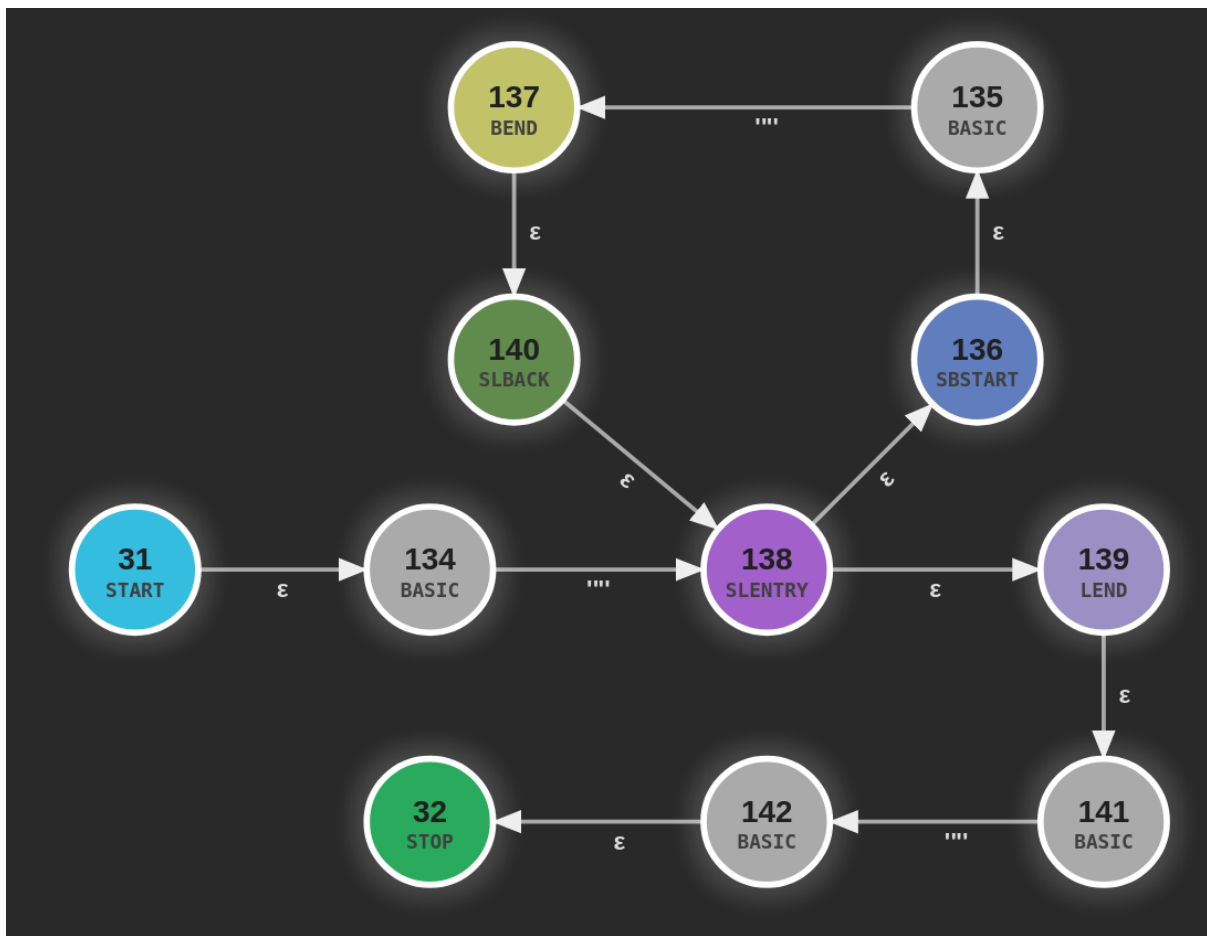 137
BEND
135
BASIC
'"'
ε
ε
140
SLBACK
136
SBSTART
ε
ε
31
START
134
BASIC
138
SLENTRY
139
LEND
ε
'"'
ε
ε
32
STOP
142
BASIC
141
BASIC
ε
'"'